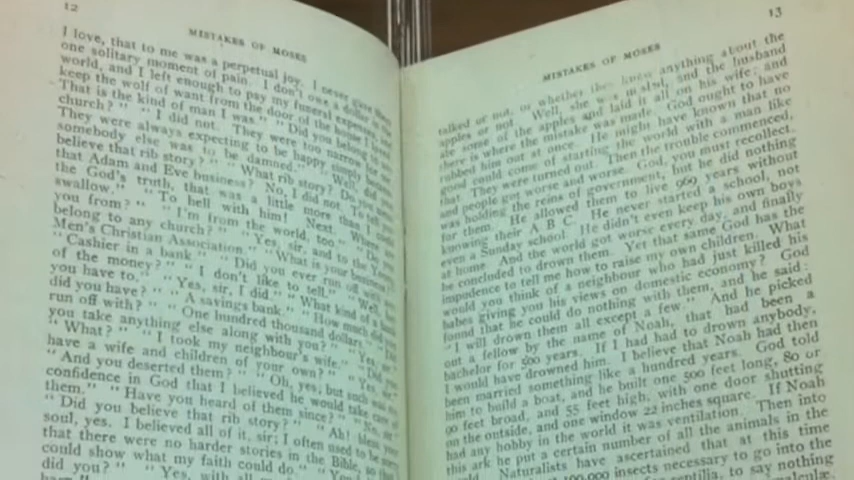 12
MISTAKES OF MOSES
I love, that to me was a perpetual joy. I never gave them
one solitary moment of pain. I don't owe a dollar in the
world, and I left enough to pay my funeral expenses, and
keep the wolf of want from the door of the house I loved.
That is the kind of man I was." "Did you belong to any
church?" "I did not. They were too narrow for me.
They were always expecting to be happy simply because
somebody else was to be damned." "Well, did you
believe that rib story?" "What rib story? Do you mean
that Adam and Eve business? No, I did not. To tell you
the God's truth, that was a little more than I could
swallow." "To hell with him! Next. Where are
you from?" "I'm from the world, too." "Do you
belong to any church?" "Yes, sir, and to the Young
Men's Christian Association." "What is your business?"
"Cashier in a bank." "Did you ever run off with any
of the money?" "I don't like to tell." "Well,
you have to." "Yes, sir, I did." "What kind of a bank
did you have?" "A savings bank." "How much did you
run off with?" "One hundred thousand dollars." "Did
you take anything else along with you?" "Yes, sir."
"What?" "I took my neighbour's wife." "Did you
have a wife and children of your own?" "Yes, sir."
"And you deserted them?" "Oh, yes; but such was my
confidence in God that I believed he would take care of
them." "Have you heard of them since?" "No, sir."
"Did you believe that rib story?" "Ah! bless your
soul, yes. I believed all of it, sir; I often used to be sorry
that there were no harder stories in the Bible, so that I
could show what my faith could do." "You
did you?" "Yes, with all
MISTAKES OF MOSES
13
talked or not, or whether they knew anything about the
apples or not. Well, she was misled, and the husband
ate some of the apples and laid it all on his wife; and
there is where the mistake was made. God ought to have
rubbed him out at once. He might have known that no
good could come of starting the world with a man like
that. They were turned out. Then the trouble commenced,
and people got worse and worse. God, you must recollect,
was holding the reins of government, but he did nothing
for them. He allowed them to live 969 years without
knowing their A B C. He never started a school, not
even a Sunday school. He didn't even keep his own boys
at home. And the world got worse every day, and finally
he concluded to drown them. Yet that same God has the
impudence to tell me how to raise my own children. What
would you think of a neighbour who had just killed his
babes giving you his views on domestic economy? God
found that he could do nothing with them, and he said:
"I will drown them all except a few." And he picked
out a fellow by the name of Noah, that had been a
bachelor for 500 years. If I had had to drown anybody,
I would have drowned him. I believe that Noah had then
been married something like a hundred years. God told
him to build a boat, and he built one 500 feet long, 80 or
90 feet broad, and 55 feet high, with one door shutting
on the outside, and one window 22 inches square. If Noah
had any hobby in the world it was ventilation. Then into
this ark he put a certain number of all the animals in the
world. Naturalists have ascertained that at this time
100,000 insects necessary to go into the
reptilia, to say nothing